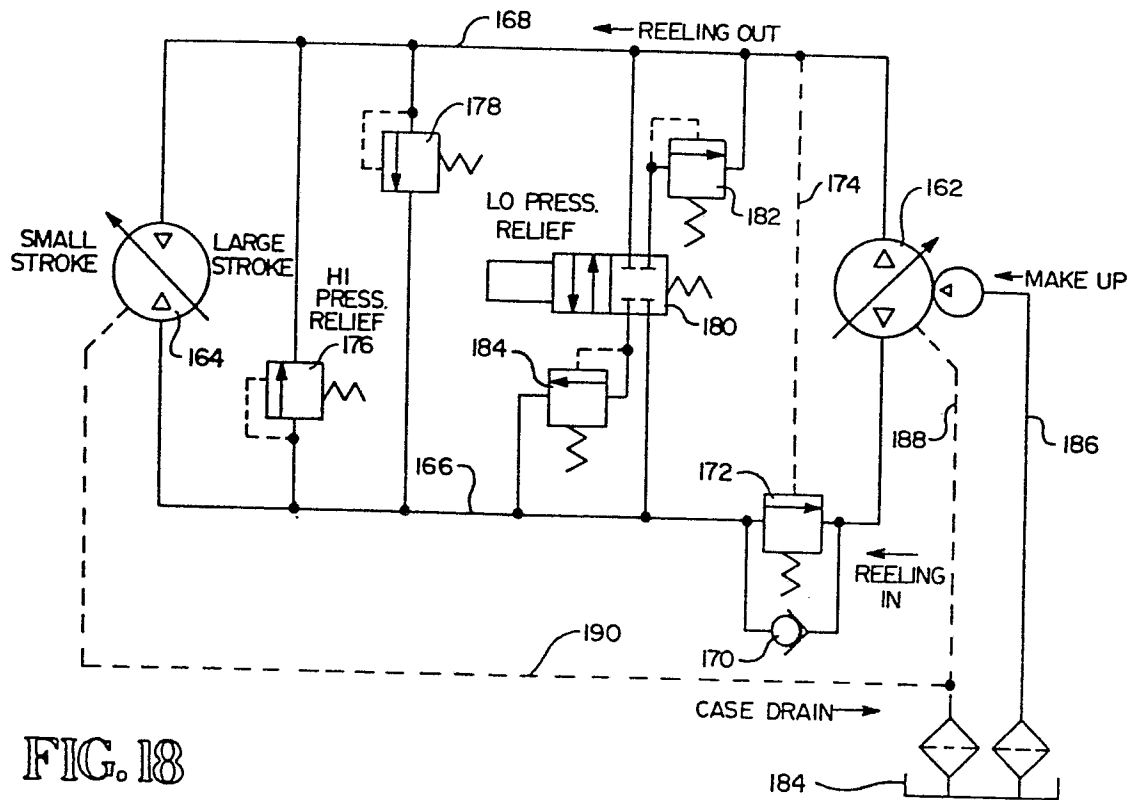 168
REELING OUT
178
174
162
LO PRESS.
RELIEF
182
SMALL
STROKE
LARGE
STROKE
MAKE UP
HI
PRESS.
RELIEF
176
180
164
184
188
186
166
172
REELING
IN
170
190
CASE DRAIN
184
FIG. 18